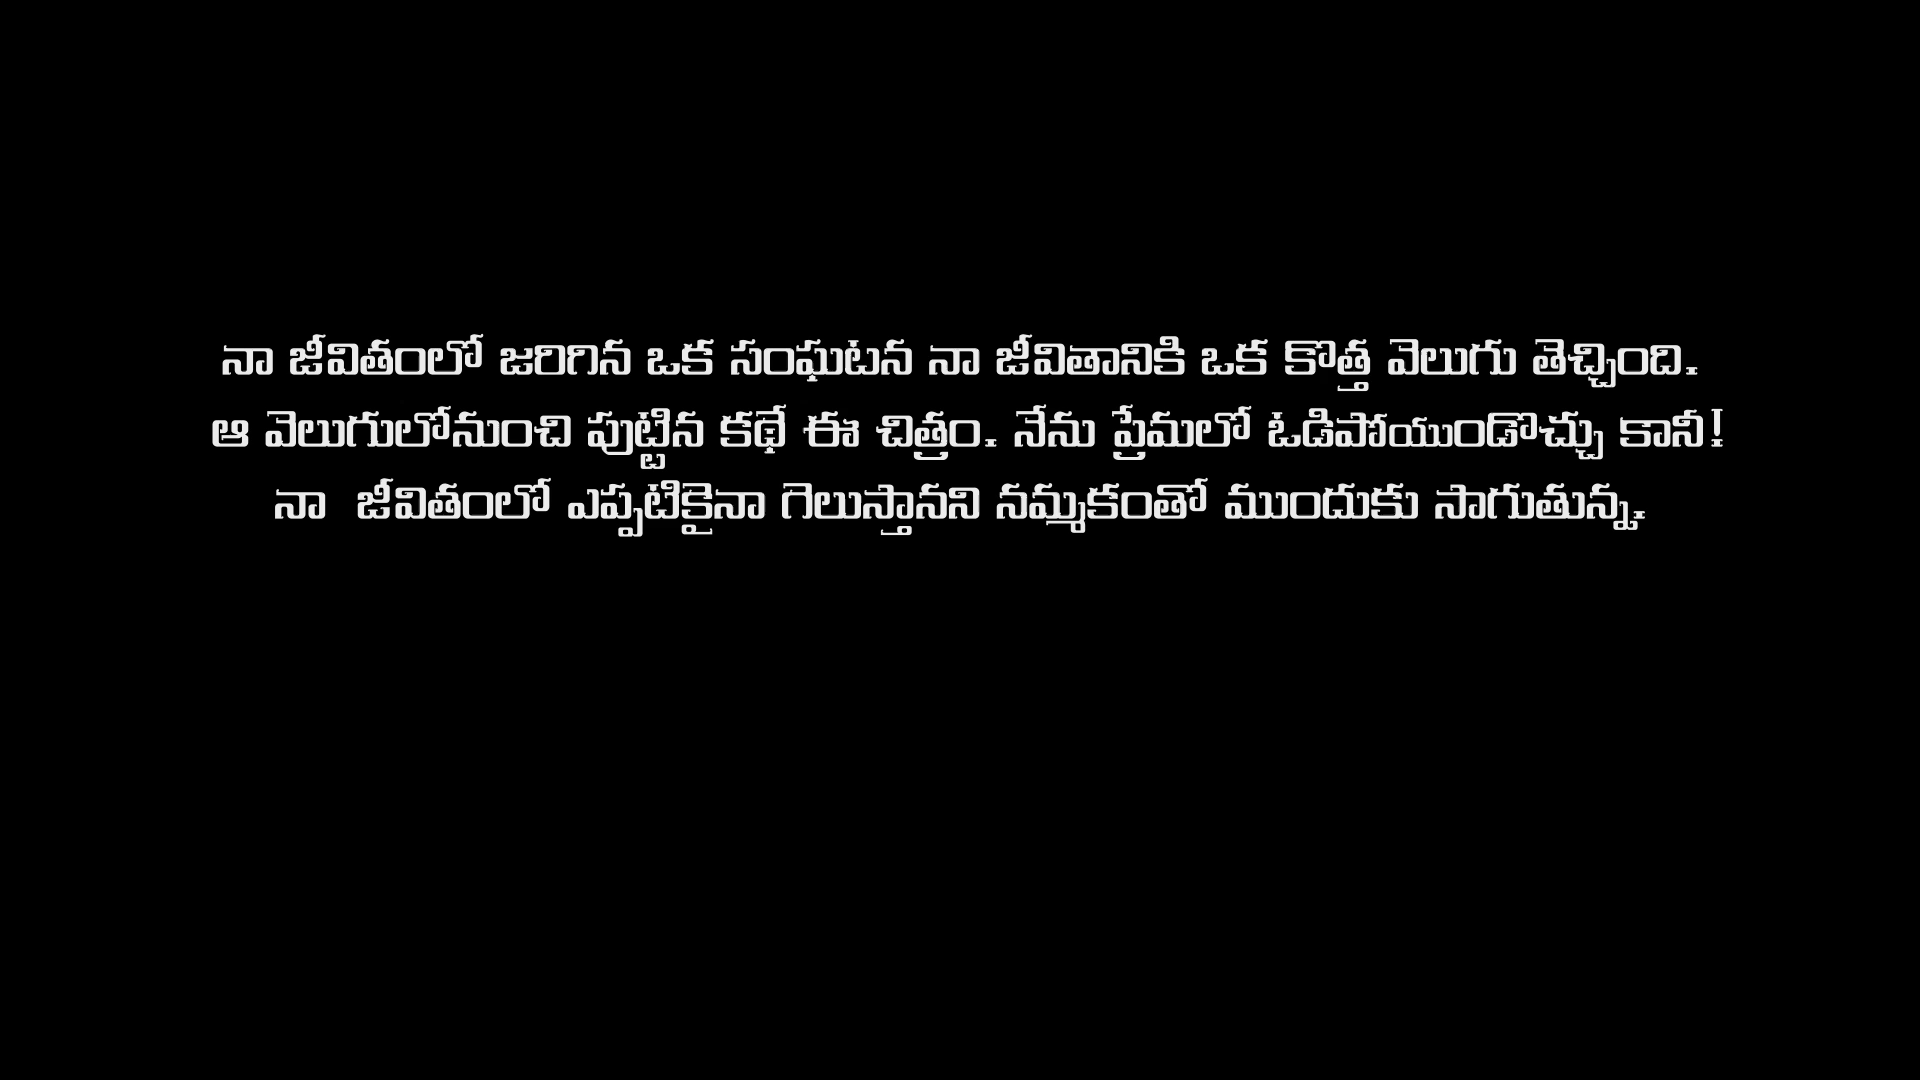 నా జీవితంలో జరిగిన ఒక సంఘటన నా జీవితానికి ఒక కొత్త వెలుగు తెచ్చింది.
ఆ వెలుగులోనుంచి పుట్టిన కథే ఈ చిత్రం. నేను ప్రేమలో ఓడిపోయుండొచ్చు కానీ!
నా  జీవితంలో ఎప్పటికైనా గెలుస్తానని నమ్మకంతో ముందుకు సాగుతున్న.